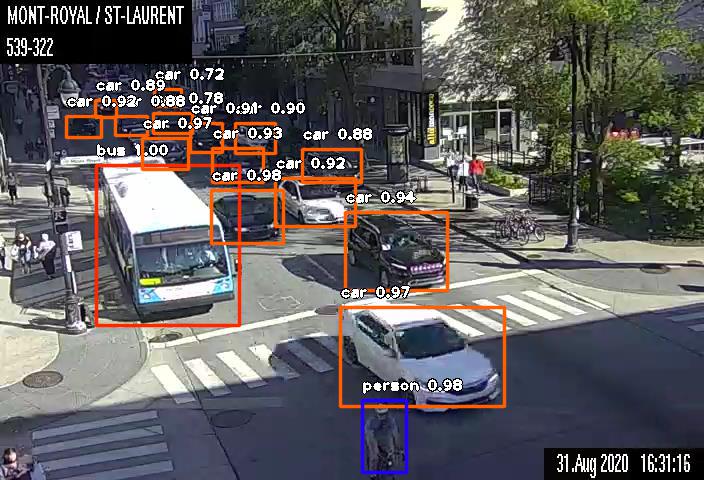 MONT-ROYAL / ST-LAURENT
539-322
car 0.72
car 0.89
car 0.92
0.88
0.78
car 0.91
0.90
car 0.97
car 0.93
car 0.88
bus 1.00
car 0.92
car 0.98
car 0.94
car 0.97
person 0.98
31.Aug 2020 16:31:16